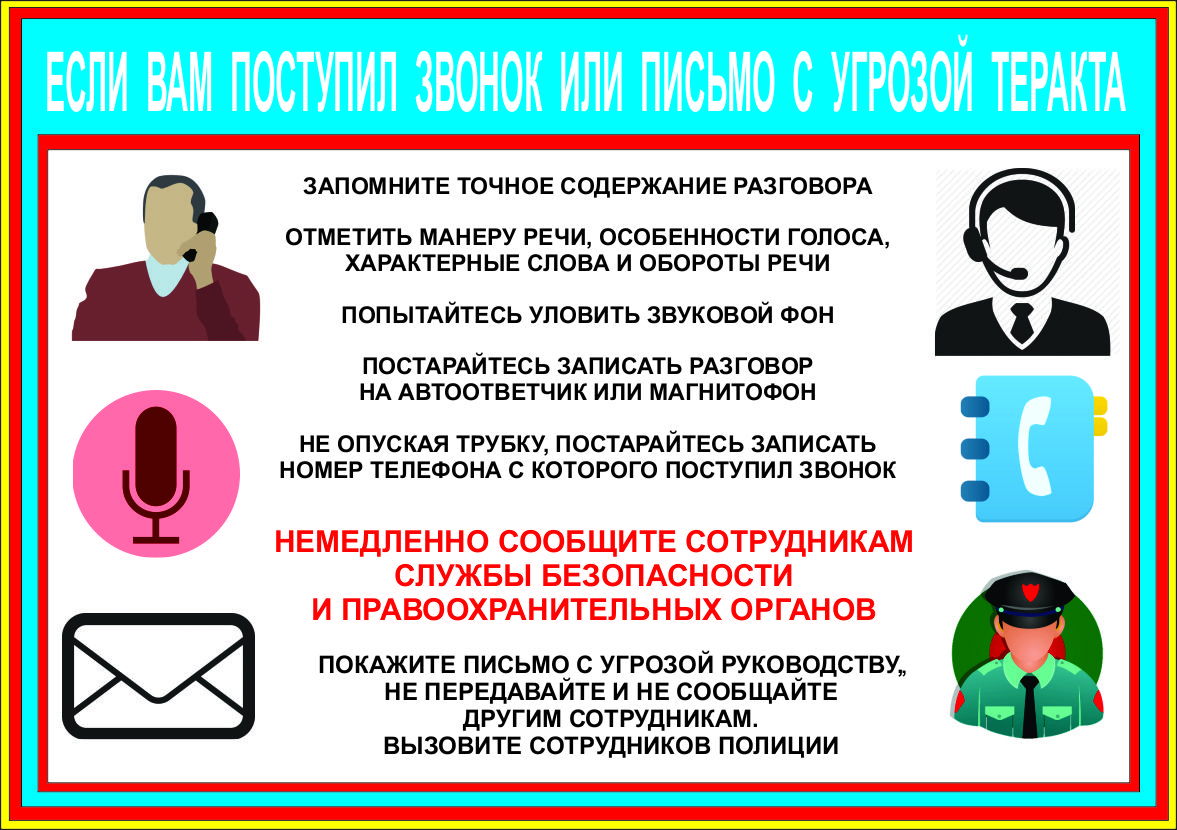 ЕСЛИ ВАМ ПОСТУПИЛ ЗВОНОК ИЛИ ПИСЬМО С УГРОЗОЙ ТЕРАКТА
ЗАПОМНИТЕ ТОЧНОЕ СОДЕРЖАНИЕ РАЗГОВОРА
ОТМЕТИТЬ МАНЕРУ РЕЧИ, ОСОБЕННОСТИ ГОЛОСА,
ХАРАКТЕРНЫЕ СЛОВА И ОБОРОТЫ РЕЧИ
ПОПЫТАЙТЕСЬ УЛОВИТЬ ЗВУКОВОЙ ФОН
ПОСТАРАЙТЕСЬ ЗАПИСАТЬ РАЗГОВОР
НА АВТООТВЕТЧИК ИЛИ МАГНИТОФОН
НЕ ОПУСКАЯ ТРУБКУ, ПОСТАРАЙТЕСЬ ЗАПИСАТЬ
НОМЕР ТЕЛЕФОНА С КОТОРОГО ПОСТУПИЛ ЗВОНОК
НЕМЕДЛЕННО СООБЩИТЕ СОТРУДНИКАМ
СЛУЖБЫ БЕЗОПАСНОСТИ
И ПРАВООХРАНИТЕЛЬНЫХ ОРГАНОВ
ПОКАЖИТЕ ПИСЬМО С УГРОЗОЙ РУКОВОДСТВУ,,
НЕ ПЕРЕДАВАЙТЕ И НЕ СООБЩАЙТЕ
ДРУГИМ СОТРУДНИКАМ.
ВЫЗОВИТЕ СОТРУДНИКОВ ПОЛИЦИИ